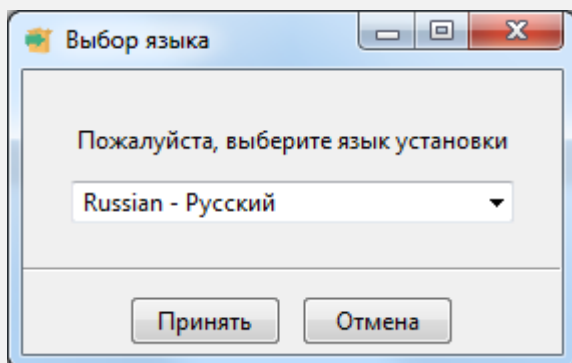 Выбор языка
Пожалуйста, выберите язык установки
Russian - Русский
Принять
Отмена